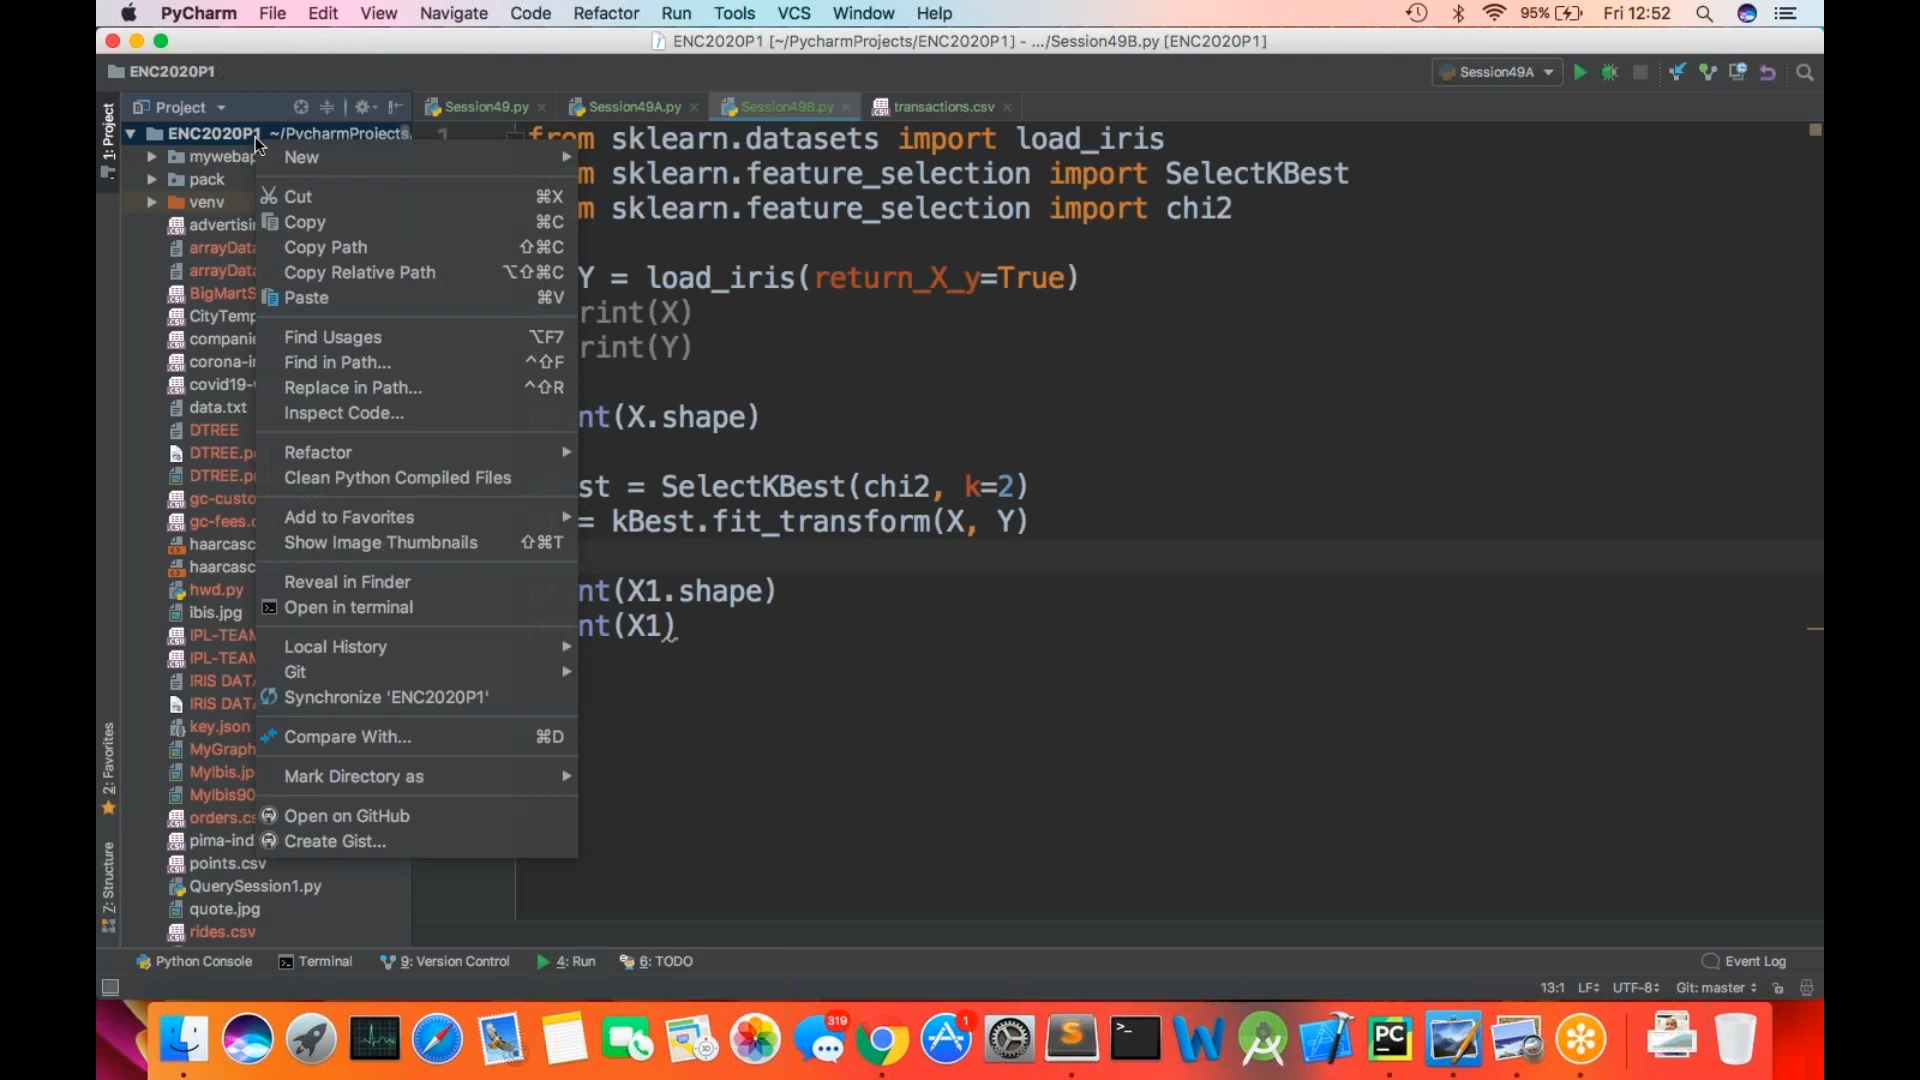 PyCharm File Edit View Navigate Code Refactor Run Tools VCS Window Help 95% Fri 12:52
ENC2020P1 [~/PycharmProjects/ENC2020P1] - .../Session49B.py [ENC2020P1]
ENC2020P1 Session49A
Project Session49.py Session49A.py Session49B.py transactions.csv
1: Project
2: Favorites
7: Structure
ENC2020P1 ~/PycharmProjects
mywebap
pack
venv
advertisi
arrayData
arrayData
BigMartS
CityTemp
companie
corona-i
covid19-
data.txt
DTREE
DTREE.p
DTREE.p
gc-custo
gc-fees.
haarcasc
haarcasc
hwd.py
ibis.jpg
IPL-TEAM
IPL-TEAM
IRIS DAT
IRIS DAT
key.json
MyGraph
MyIbis.jp
MyIbis90
orders.cs
pima-ind
points.csv
QuerySession1.py
quote.jpg
rides.csv
New
Cut ⌘X
Copy ⌘C
Copy Path ⇧⌘C
Copy Relative Path ⌥⇧⌘C
Paste ⌘V
Find Usages ⌥F7
Find in Path... ^⇧F
Replace in Path... ^⇧R
Inspect Code...
Refactor
Clean Python Compiled Files
Add to Favorites
Show Image Thumbnails ⇧⌘T
Reveal in Finder
Open in terminal
Local History
Git
Synchronize 'ENC2020P1'
Compare With... ⌘D
Mark Directory as
Open on GitHub
Create Gist...
1
from sklearn.datasets import load_iris
m sklearn.feature_selection import SelectKBest
m sklearn.feature_selection import chi2
Y = load_iris(return_X_y=True)
rint(X)
rint(Y)
nt(X.shape)
st = SelectKBest(chi2, k=2)
= kBest.fit_transform(X, Y)
nt(X1.shape)
nt(X1)
Python Console Terminal 9: Version Control 4: Run 6: TODO Event Log
13:1 LF UTF-8 Git: master
319
1
S
W
PC